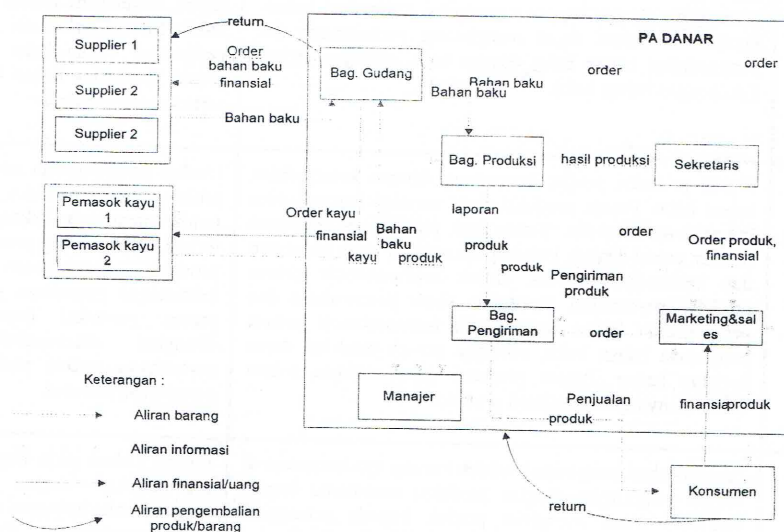 return
PA DANAR
Supplier 1
Order
bahan baku
finansial
Supplier 2
Supplier 2
Bahan baku
Bag. Gudang
Bahan baku
Bahan baku
order
order
Bag. Produksi
hasil produksi
Sekretaris
Pemasok kayu
1
Pemasok kayu
2
Order kayu
finansial
Bahan
baku
kayu
produk
laporan
produk
produk
Pengiriman
produk
order
Order produk,
finansial
Bag.
Pengiriman
order
Marketing&sal
es
Manajer
Penjualan
produk
finansiaproduk
return
Konsumen
Keterangan :
Aliran barang
Aliran informasi
Aliran finansial/uang
Aliran pengembalian
produk/barang